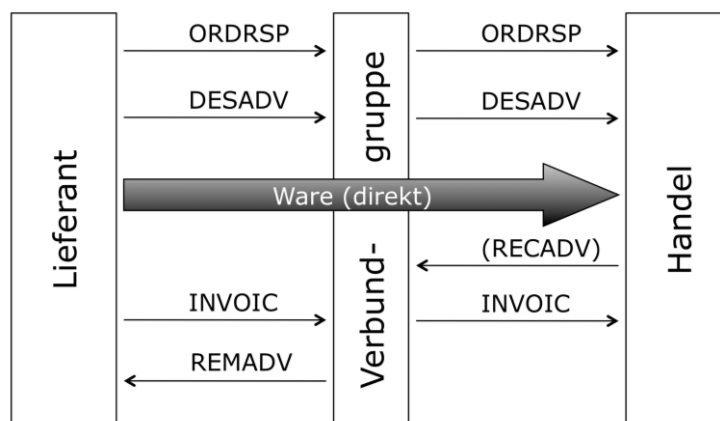 ORDRSP
ORDRSP
DESADV
DESADV
Lieferant
Verbund-
gruppe
Handel
Ware (direkt)
(RECADV)
INVOIC
INVOIC
REMADV